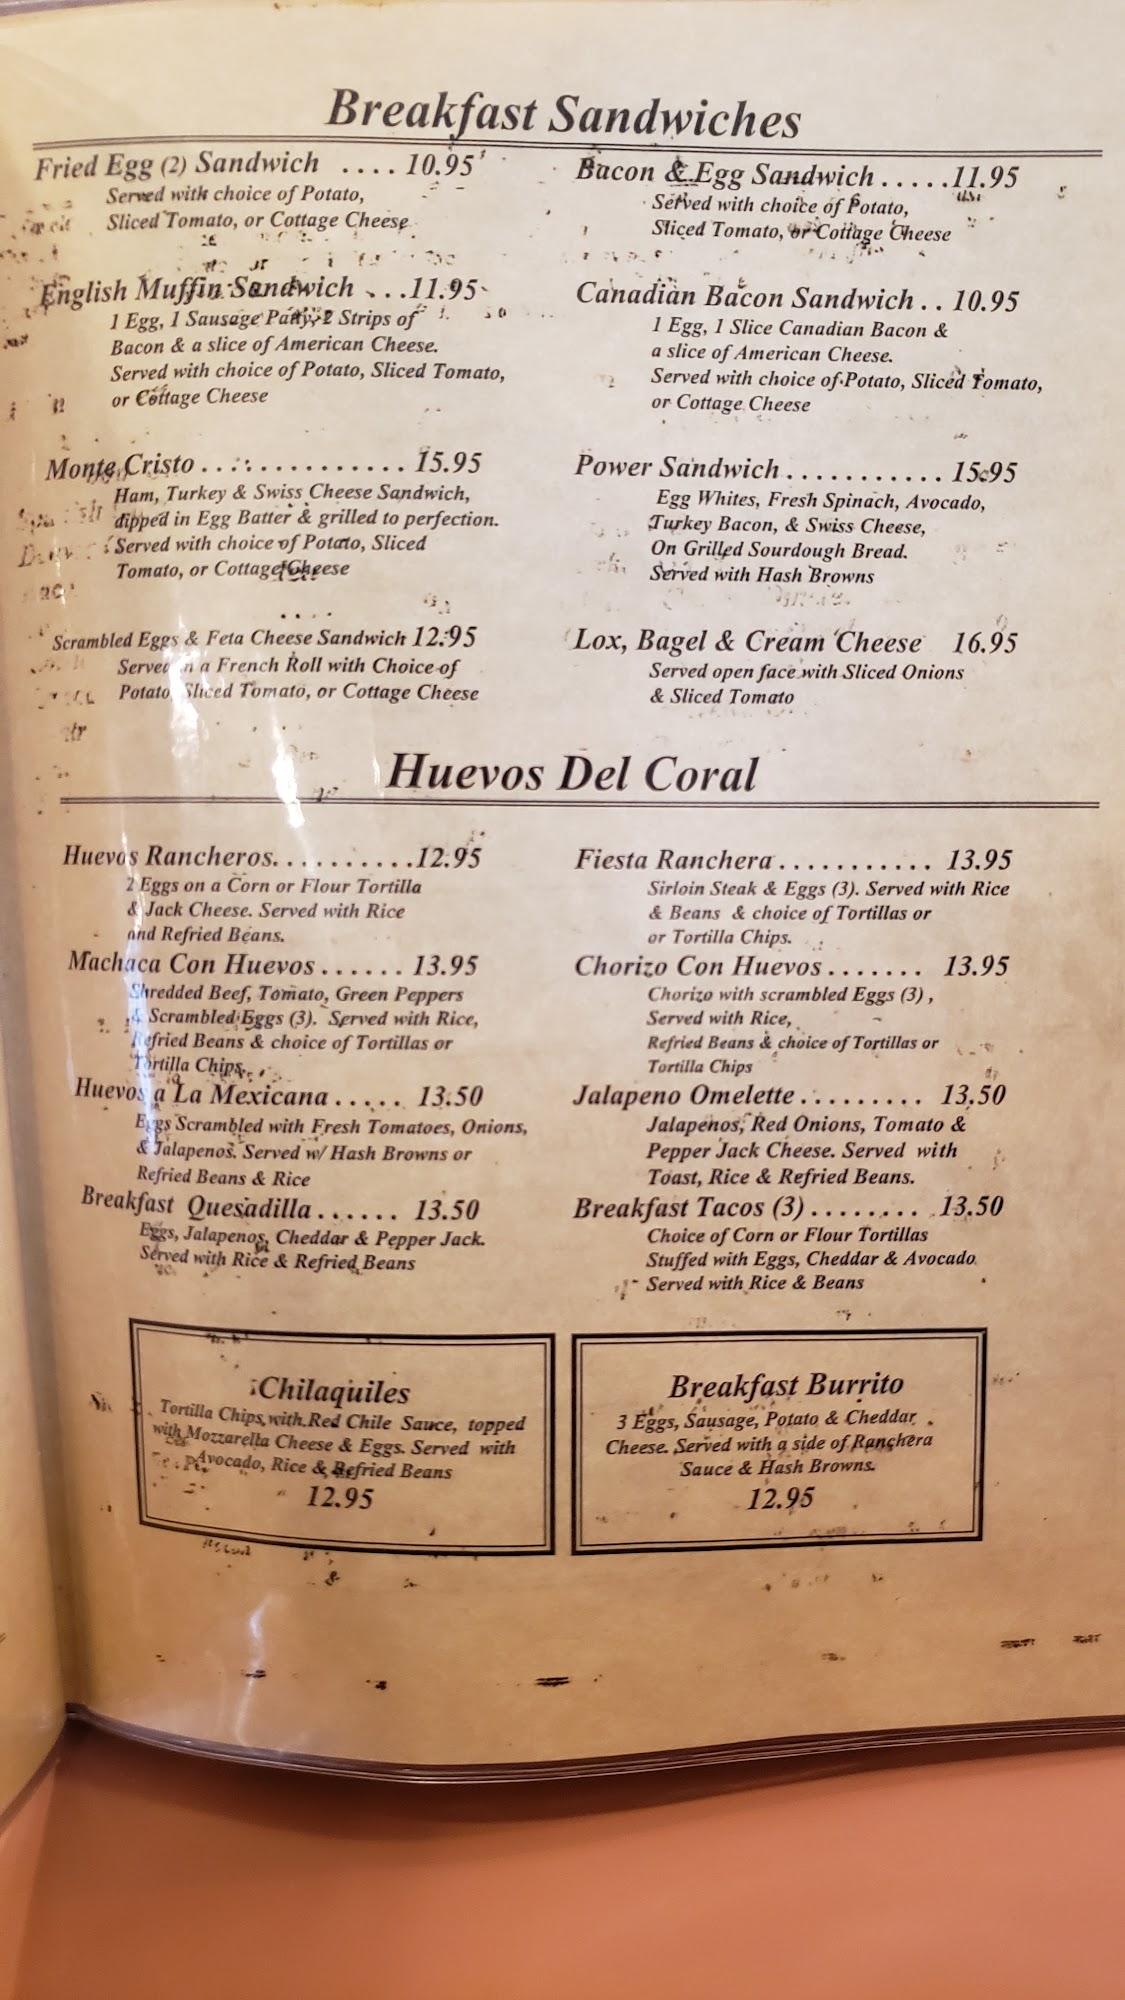 Breakfast Sandwiches
Fried Egg (2) Sandwich .... 10.95
Served with choice of Potato,
Sliced Tomato, or Cottage Cheese
Bacon & Egg Sandwich.....11.95
Served with choice of Potato,
Sliced Tomato, or Cottage Cheese
English Muffin Sandwich ...11.95
1 Egg, 1 Sausage Patty, 2 Strips of
Bacon & a slice of American Cheese.
Served with choice of Potato, Sliced Tomato,
or Cottage Cheese
Canadian Bacon Sandwich.. 10.95
1 Egg, 1 Slice Canadian Bacon &
a slice of American Cheese.
Served with choice of Potato, Sliced Tomato,
or Cottage Cheese
Monte Cristo.............. 15.95
Ham, Turkey & Swiss Cheese Sandwich,
dipped in Egg Batter & grilled to perfection.
Served with choice of Potato, Sliced
Tomato, or Cottage Cheese
Power Sandwich........... 15.95
Egg Whites, Fresh Spinach, Avocado,
Turkey Bacon, & Swiss Cheese,
On Grilled Sourdough Bread.
Served with Hash Browns
Scrambled Eggs & Feta Cheese Sandwich 12.95
Served on a French Roll with Choice of
Potato, Sliced Tomato, or Cottage Cheese
Lox, Bagel & Cream Cheese 16.95
Served open face with Sliced Onions
& Sliced Tomato
Huevos Del Coral
Huevos Rancheros..........12.95
2 Eggs on a Corn or Flour Tortilla
& Jack Cheese. Served with Rice
and Refried Beans.
Fiesta Ranchera........... 13.95
Sirloin Steak & Eggs (3). Served with Rice
& Beans & choice of Tortillas or
or Tortilla Chips.
Machaca Con Huevos...... 13.95
Shredded Beef, Tomato, Green Peppers
& Scrambled Eggs (3). Served with Rice,
Refried Beans & choice of Tortillas or
Tortilla Chips.
Chorizo Con Huevos....... 13.95
Chorizo with scrambled Eggs (3),
Served with Rice,
Refried Beans & choice of Tortillas or
Tortilla Chips
Huevos a La Mexicana..... 13.50
Eggs Scrambled with Fresh Tomatoes, Onions,
& Jalapenos. Served w/ Hash Browns or
Refried Beans & Rice
Jalapeno Omelette......... 13.50
Jalapenos, Red Onions, Tomato &
Pepper Jack Cheese. Served with
Toast, Rice & Refried Beans.
Breakfast Quesadilla...... 13.50
Eggs, Jalapenos, Cheddar & Pepper Jack.
Served with Rice & Refried Beans
Breakfast Tacos (3)........ 13.50
Choice of Corn or Flour Tortillas
Stuffed with Eggs, Cheddar & Avocado
Served with Rice & Beans
Chilaquiles
Tortilla Chips with Red Chile Sauce, topped
with Mozzarella Cheese & Eggs. Served with
Avocado, Rice & Refried Beans
12.95
Breakfast Burrito
3 Eggs, Sausage, Potato & Cheddar
Cheese. Served with a side of Ranchera
Sauce & Hash Browns.
12.95